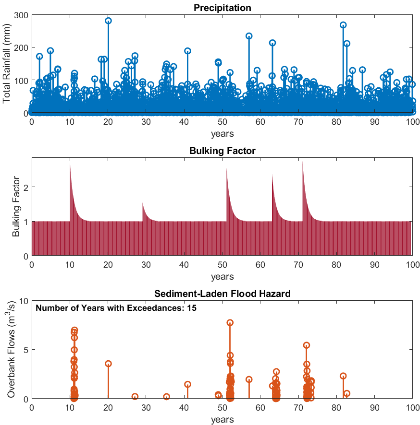 Precipitation
300
200
100
0
Total Rainfall (mm)
0 10 20 30 40 50 60 70 80 90 100
years
Bulking Factor
2
1
0
Bulking Factor
0 10 20 30 40 50 60 70 80 90 100
years
Sediment-Laden Flood Hazard
Number of Years with Exceedances: 15
10
5
0
Overbank Flows (m³/s)
0 10 20 30 40 50 60 70 80 90 100
years